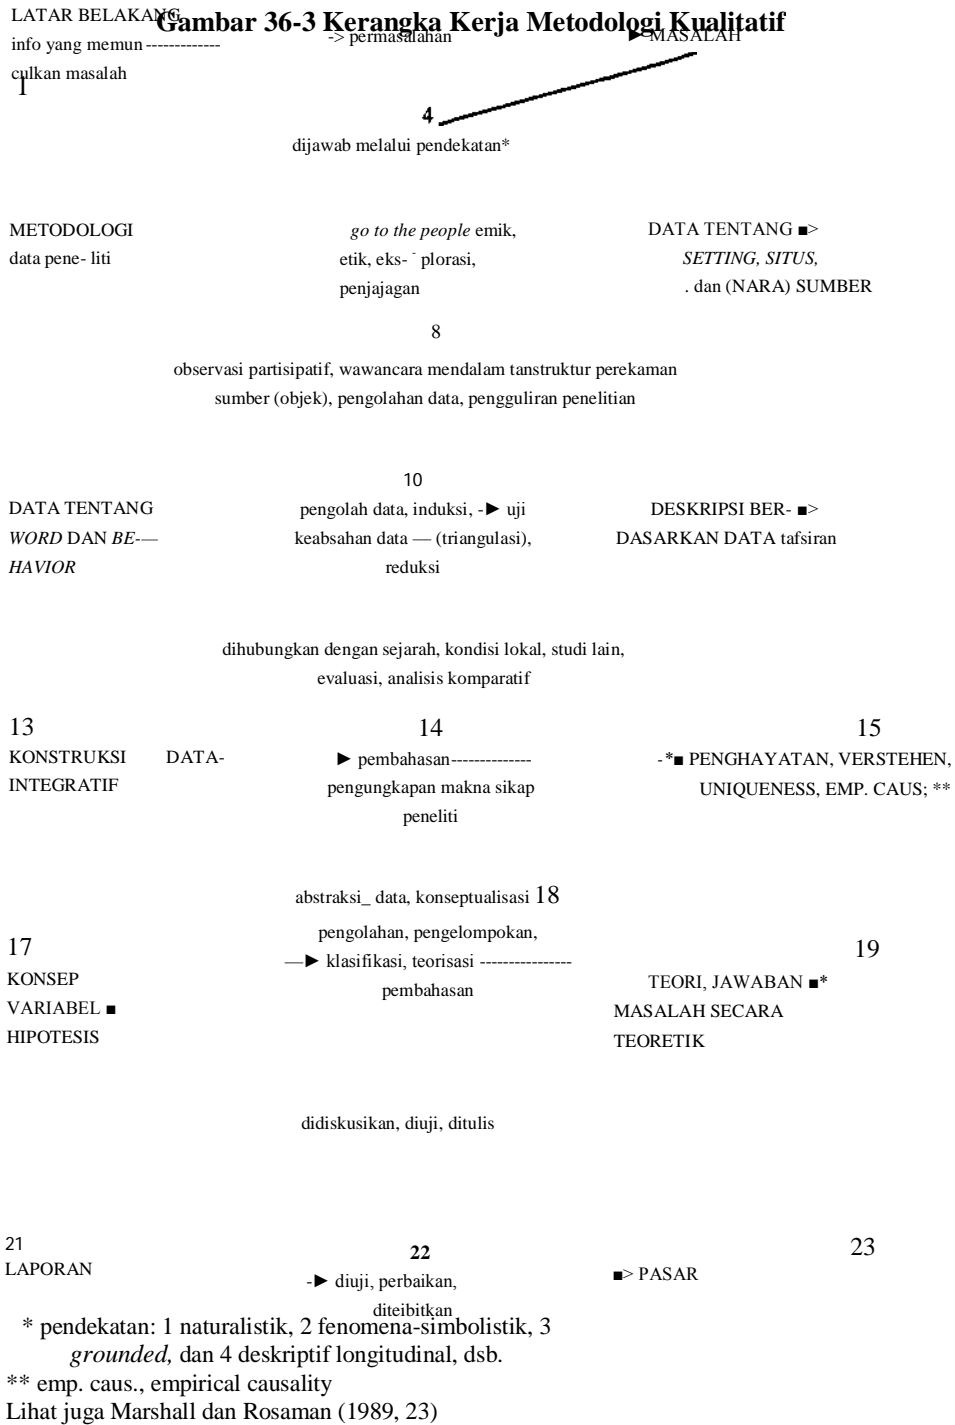 Gambar 36-3 Kerangka Kerja Metodologi Kualitatif
LATAR BELAKANG
info yang memun -------------
culkan masalah
1
-> permasalahan
► MASALAH
4
dijawab melalui pendekatan*
METODOLOGI
data pene- liti
go to the people emik,
etik, eks- ¯ plorasi,
penjajagan
DATA TENTANG ■>
SETTING, SITUS,
. dan (NARA) SUMBER
8
observasi partisipatif, wawancara mendalam tanstruktur perekaman
sumber (objek), pengolahan data, pengguliran penelitian
DATA TENTANG
WORD DAN BE-—
HAVIOR
10
pengolah data, induksi, -► uji
keabsahan data — (triangulasi),
reduksi
DESKRIPSI BER- ■>
DASARKAN DATA tafsiran
dihubungkan dengan sejarah, kondisi lokal, studi lain,
evaluasi, analisis komparatif
13
KONSTRUKSI DATA-
INTEGRATIF
14
► pembahasan--------------
pengungkapan makna sikap
peneliti
15
-*■ PENGHAYATAN, VERSTEHEN,
UNIQUENESS, EMP. CAUS; **
abstraksi_ data, konseptualisasi 18
17
KONSEP
VARIABEL ■
HIPOTESIS
pengolahan, pengelompokan,
—► klasifikasi, teorisasi ----------------
pembahasan
19
TEORI, JAWABAN ■*
MASALAH SECARA
TEORETIK
didiskusikan, diuji, ditulis
21
LAPORAN
22
-► diuji, perbaikan,
diteibitkan
23
■> PASAR
* pendekatan: 1 naturalistik, 2 fenomena-simbolistik, 3
grounded, dan 4 deskriptif longitudinal, dsb.
** emp. caus., empirical causality
Lihat juga Marshall dan Rosaman (1989, 23)